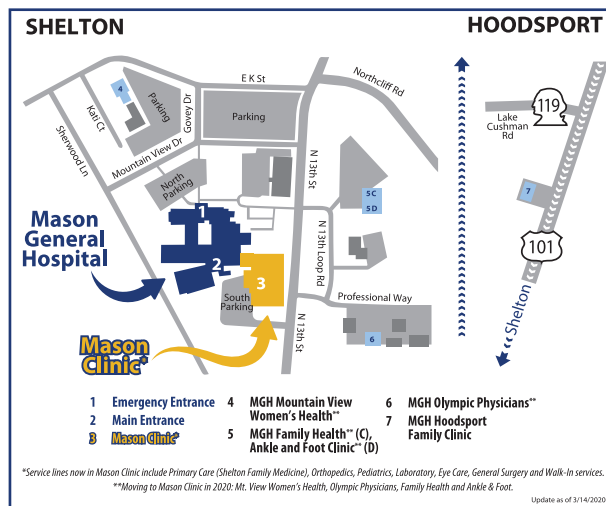 SHELTON
HOODSPORT
E K St
Northcliff Rd
4
Parking
Kati Ct
Govey Dr
Parking
119
Lake
Cushman
Rd
Sherwood Ln
Mountain View Dr
N 13th St
North
Parking
5C
5D
7
1
Mason
General
Hospital
N 13th Loop Rd
101
2
3
South
Parking
Professional Way
Shelton
N 13th St
6
Mason
Clinic*
1 Emergency Entrance
2 Main Entrance
3 Mason Clinic*
4 MGH Mountain View
Women's Health**
5 MGH Family Health** (C),
Ankle and Foot Clinic** (D)
6 MGH Olympic Physicians**
7 MGH Hoodsport
Family Clinic
*Service lines now in Mason Clinic include Primary Care (Shelton Family Medicine), Orthopedics, Pediatrics, Laboratory, Eye Care, General Surgery and Walk-In services.
**Moving to Mason Clinic in 2020: Mt. View Women's Health, Olympic Physicians, Family Health and Ankle & Foot.
Update as of 3/14/2020